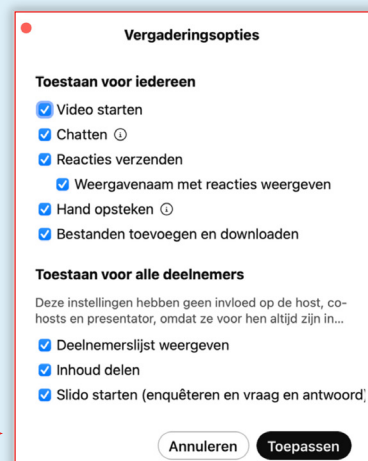 Vergaderingsopties
Toestaan voor iedereen
Video starten
Chatten
Reacties verzenden
Weergavenaam met reacties weergeven
Hand opsteken
Bestanden toevoegen en downloaden
Toestaan voor alle deelnemers
Deze instellingen hebben geen invloed op de host, co-
hosts en presentator, omdat ze voor hen altijd zijn in...
Deelnemerslijst weergeven
Inhoud delen
Slido starten (enquêteren en vraag en antwoord)
Annuleren Toepassen